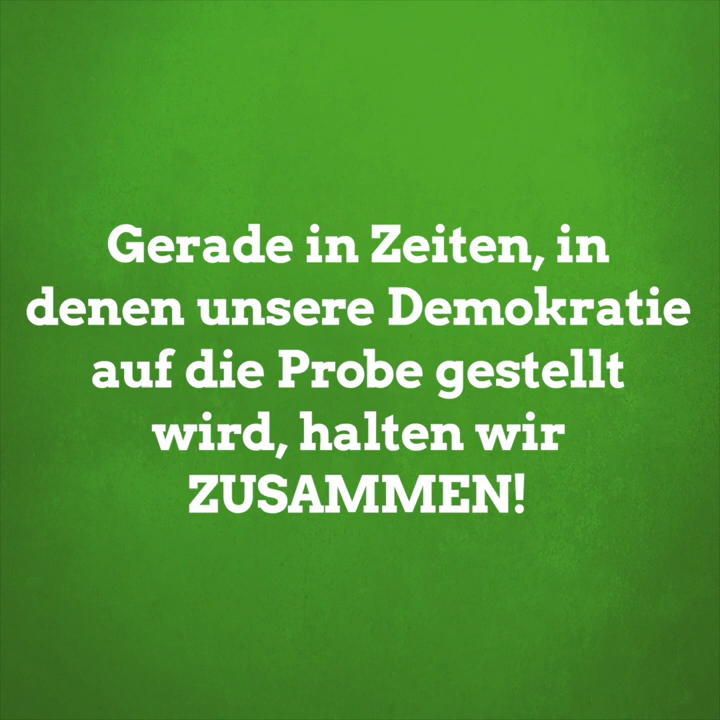 Gerade in Zeiten, in
denen unsere Demokratie
auf die Probe gestellt
wird, halten wir
ZUSAMMEN!